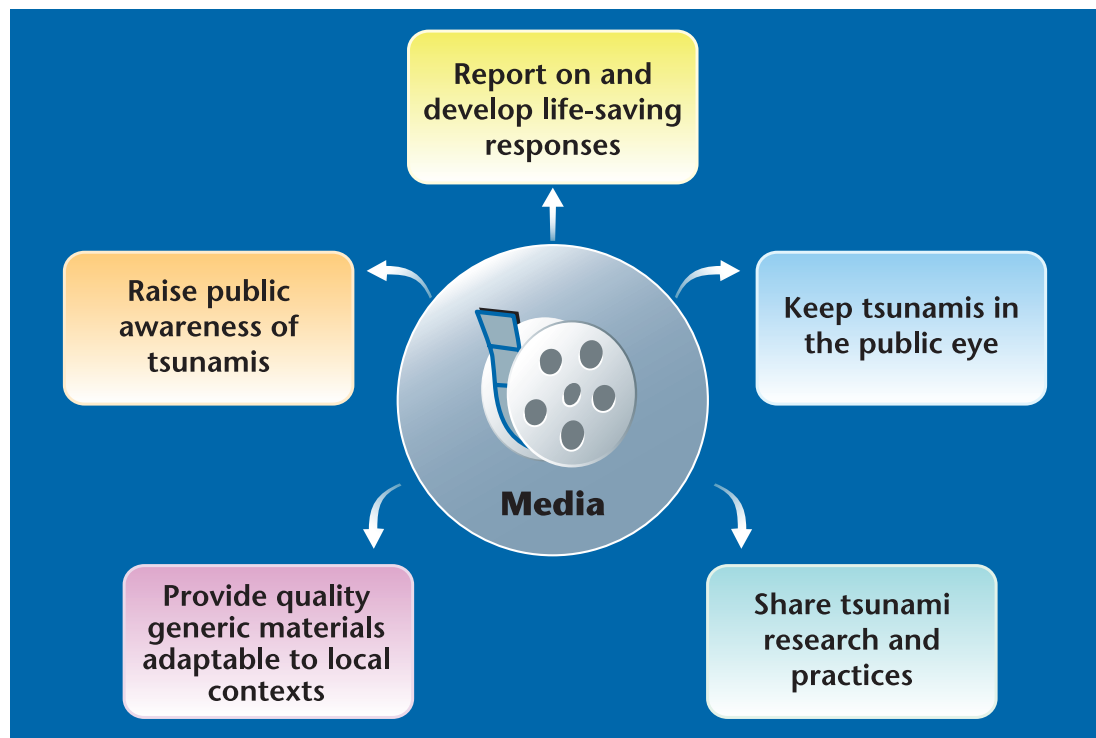 Report on and
develop life-saving
responses
Raise public
awareness of
tsunamis
Keep tsunamis in
the public eye
Media
Provide quality
generic materials
adaptable to local
contexts
Share tsunami
research and
practices